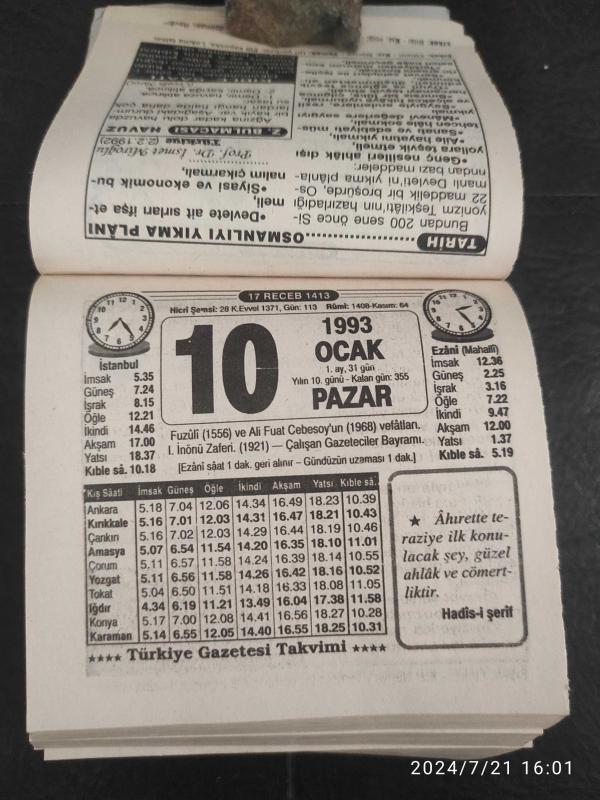 17 RECEB 1413
Hicrî Şemsi: 28 K.Evvel 1371, Gün: 113 Rûmî: 1408-Kasım: 64
10
1993
OCAK
1. ay, 31 gün
Yılın 10. günü - Kalan gün: 355
PAZAR
İstanbul
İmsak 5.35
Güneş 7.24
İşrak 8.15
Öğle 12.21
İkindi 14.46
Akşam 17.00
Yatsı 18.37
Kıble sâ. 10.18
Ezânî (Mahallî)
İmsak 12.36
Güneş 2.25
İşrak 3.16
Öğle 7.22
İkindi 9.47
Akşam 12.00
Yatsı 1.37
Kıble sâ. 5.19
Fuzûlî (1556) ve Ali Fuat Cebesoy'un (1968) vefâtları.
I. İnönü Zaferi. (1921) — Çalışan Gazeteciler Bayramı.
[Ezânî sâat 1 dak. geri alınır – Gündüzün uzaması 1 dak.]
Kış Sâati İmsak Güneş Öğle İkindi Akşam Yatsı Kıble sâ.
Ankara 5.18 7.04 12.06 14.34 16.49 18.23 10.39
Kırıkkale 5.16 7.01 12.03 14.31 16.47 18.21 10.43
Çankırı 5.16 7.02 12.03 14.29 16.44 18.19 10.46
Amasya 5.07 6.54 11.54 14.20 16.35 18.10 11.01
Çorum 5.11 6.57 11.58 14.24 16.39 18.14 10.55
Yozgat 5.11 6.56 11.58 14.26 16.42 18.16 10.52
Tokat 5.04 6.50 11.51 14.18 16.33 18.08 11.05
Iğdır 4.34 6.19 11.21 13.49 16.04 17.38 11.58
Konya 5.17 7.00 12.08 14.41 16.56 18.27 10.28
Karaman 5.14 6.55 12.05 14.40 16.55 18.25 10.31
★ Âhırette te-
raziye ilk konu-
lacak şey, güzel
ahlâk ve cömert-
liktir.
Hadîs-i şerif
★★★★ Türkiye Gazetesi Takvimi ★★★★
TARİH ..........OSMANLIYI YIKMA PLÂNI
Bundan 200 sene önce Si-
yonizm Teşkilâtı'nın hazırladığı
22 maddelik bir broşürde, Os-
manlı Devleti'ni yıkma plânla-
rından bazı maddeler:
•Genç nesilleri ahlâk dışı
yollara teşvik etmek,
•Aile hayatını yıkmak,
•Devlete ait sırları ifşa et-
meli,
•Siyasi ve ekonomik bu-
nalım çıkarmalı.
Prof. Dr. İsmet Miroğlu
Türkiye (2.2.1992)
Z. BULMACASI HAVUZ
Ağzına kadar dolu havuzda
2024/7/21 16:01